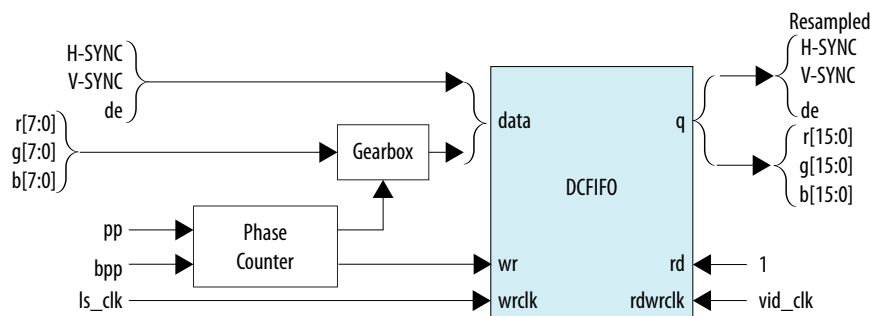 Resampled
H-SYNC
V-SYNC
de
r[7:0]
g[7:0]
b[7:0]
Gearbox
pp
bpp
Phase
Counter
ls_clk
data
q
DCFIFO
wr
rd
wrclk
rdwrclk
H-SYNC
V-SYNC
de
r[15:0]
g[15:0]
b[15:0]
1
vid_clk